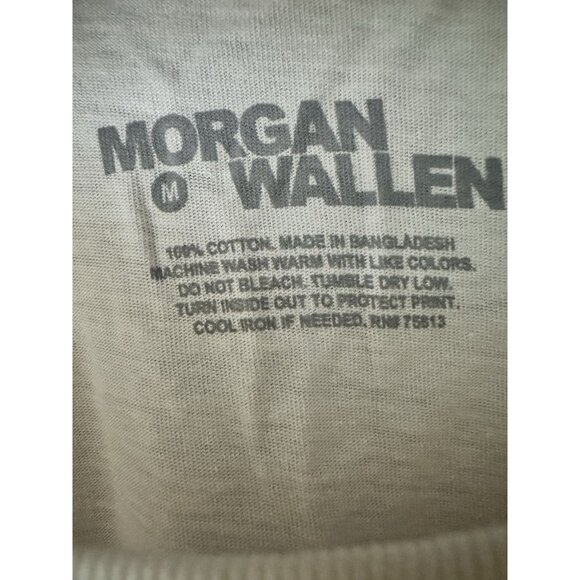 MORGAN
M WALLEN
100% COTTON. MADE IN BANGLADESH
MACHINE WASH WARM WITH LIKE COLORS.
DO NOT BLEACH. TUMBLE DRY LOW.
TURN INSIDE OUT TO PROTECT PRINT.
COOL IRON IF NEEDED. RN# 75813